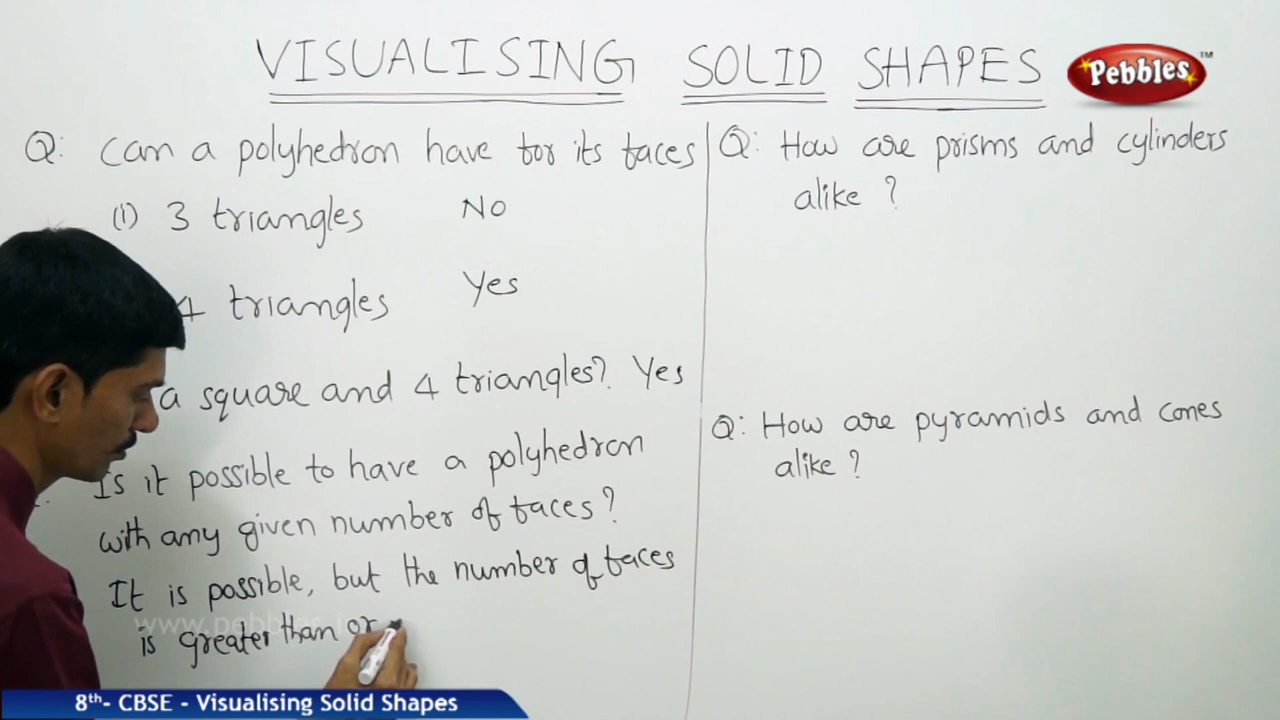 VISUALISING SOLID SHAPES
Pebbles™
Q: Can a polyhedron have for its faces
(i) 3 triangles No
4 triangles Yes
a square and 4 triangles? Yes
Is it possible to have a polyhedron
with any given number of faces?
It is possible, but the number of faces
is greater than or
www.pebbles
Q: How are prisms and cylinders
alike ?
Q: How are pyramids and cones
alike ?
8th- CBSE - Visualising Solid Shapes